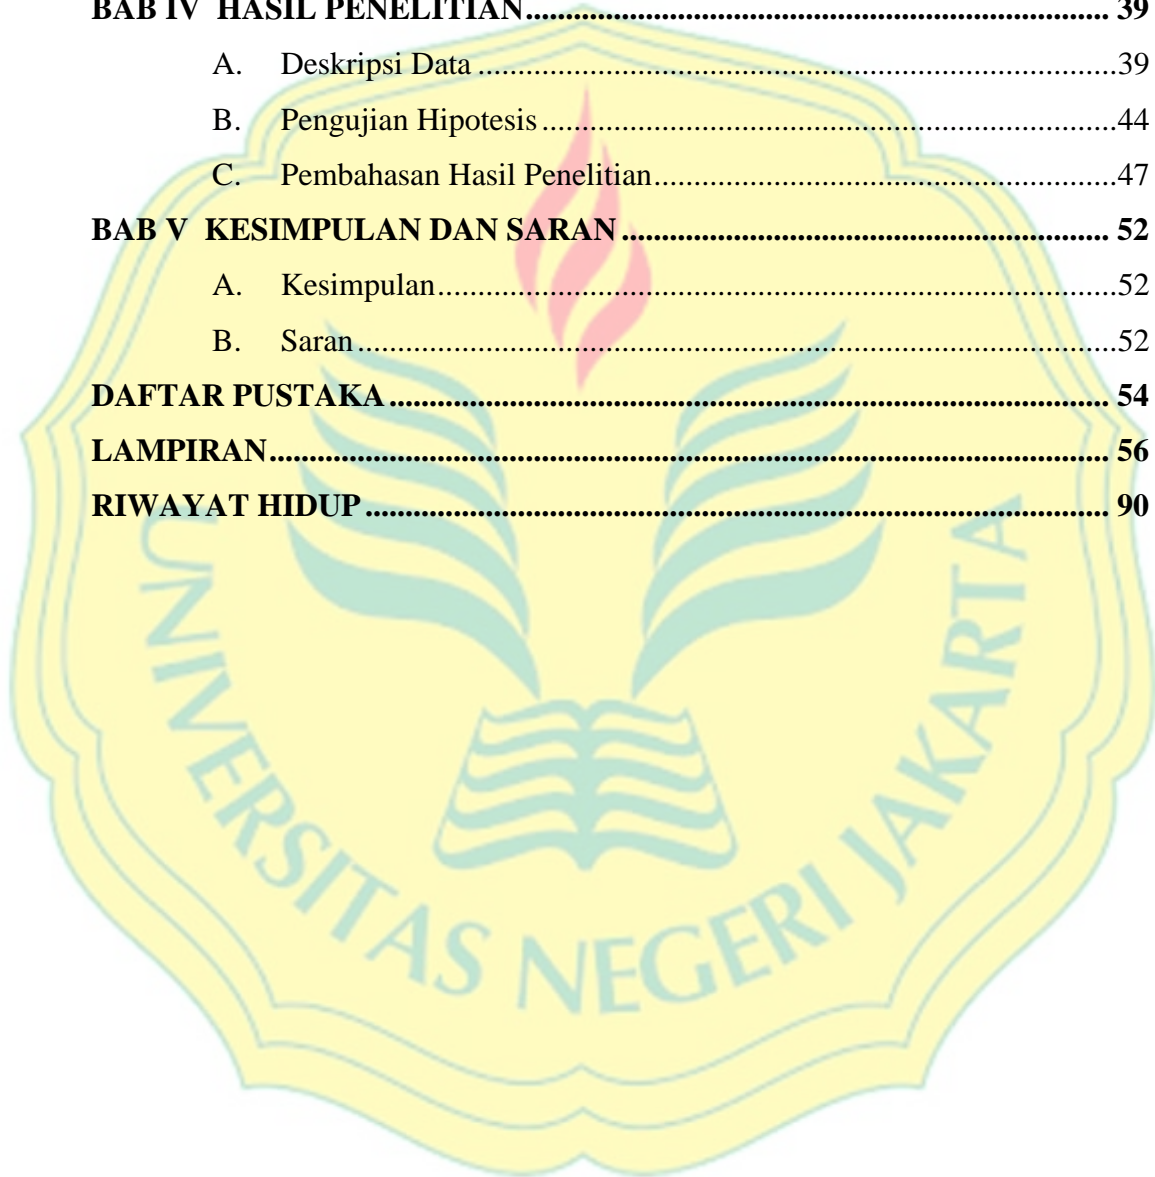 BAB IV HASIL PENELITIAN........................................................................ 39
A. Deskripsi Data ...............................................................................39
B. Pengujian Hipotesis .......................................................................44
C. Pembahasan Hasil Penelitian.........................................................47
BAB V KESIMPULAN DAN SARAN ............................................................ 52
A. Kesimpulan....................................................................................52
B. Saran ..............................................................................................52
DAFTAR PUSTAKA ......................................................................................... 54
LAMPIRAN........................................................................................................ 56
RIWAYAT HIDUP ............................................................................................ 90
UNIVERSITAS NEGERI JAKARTA